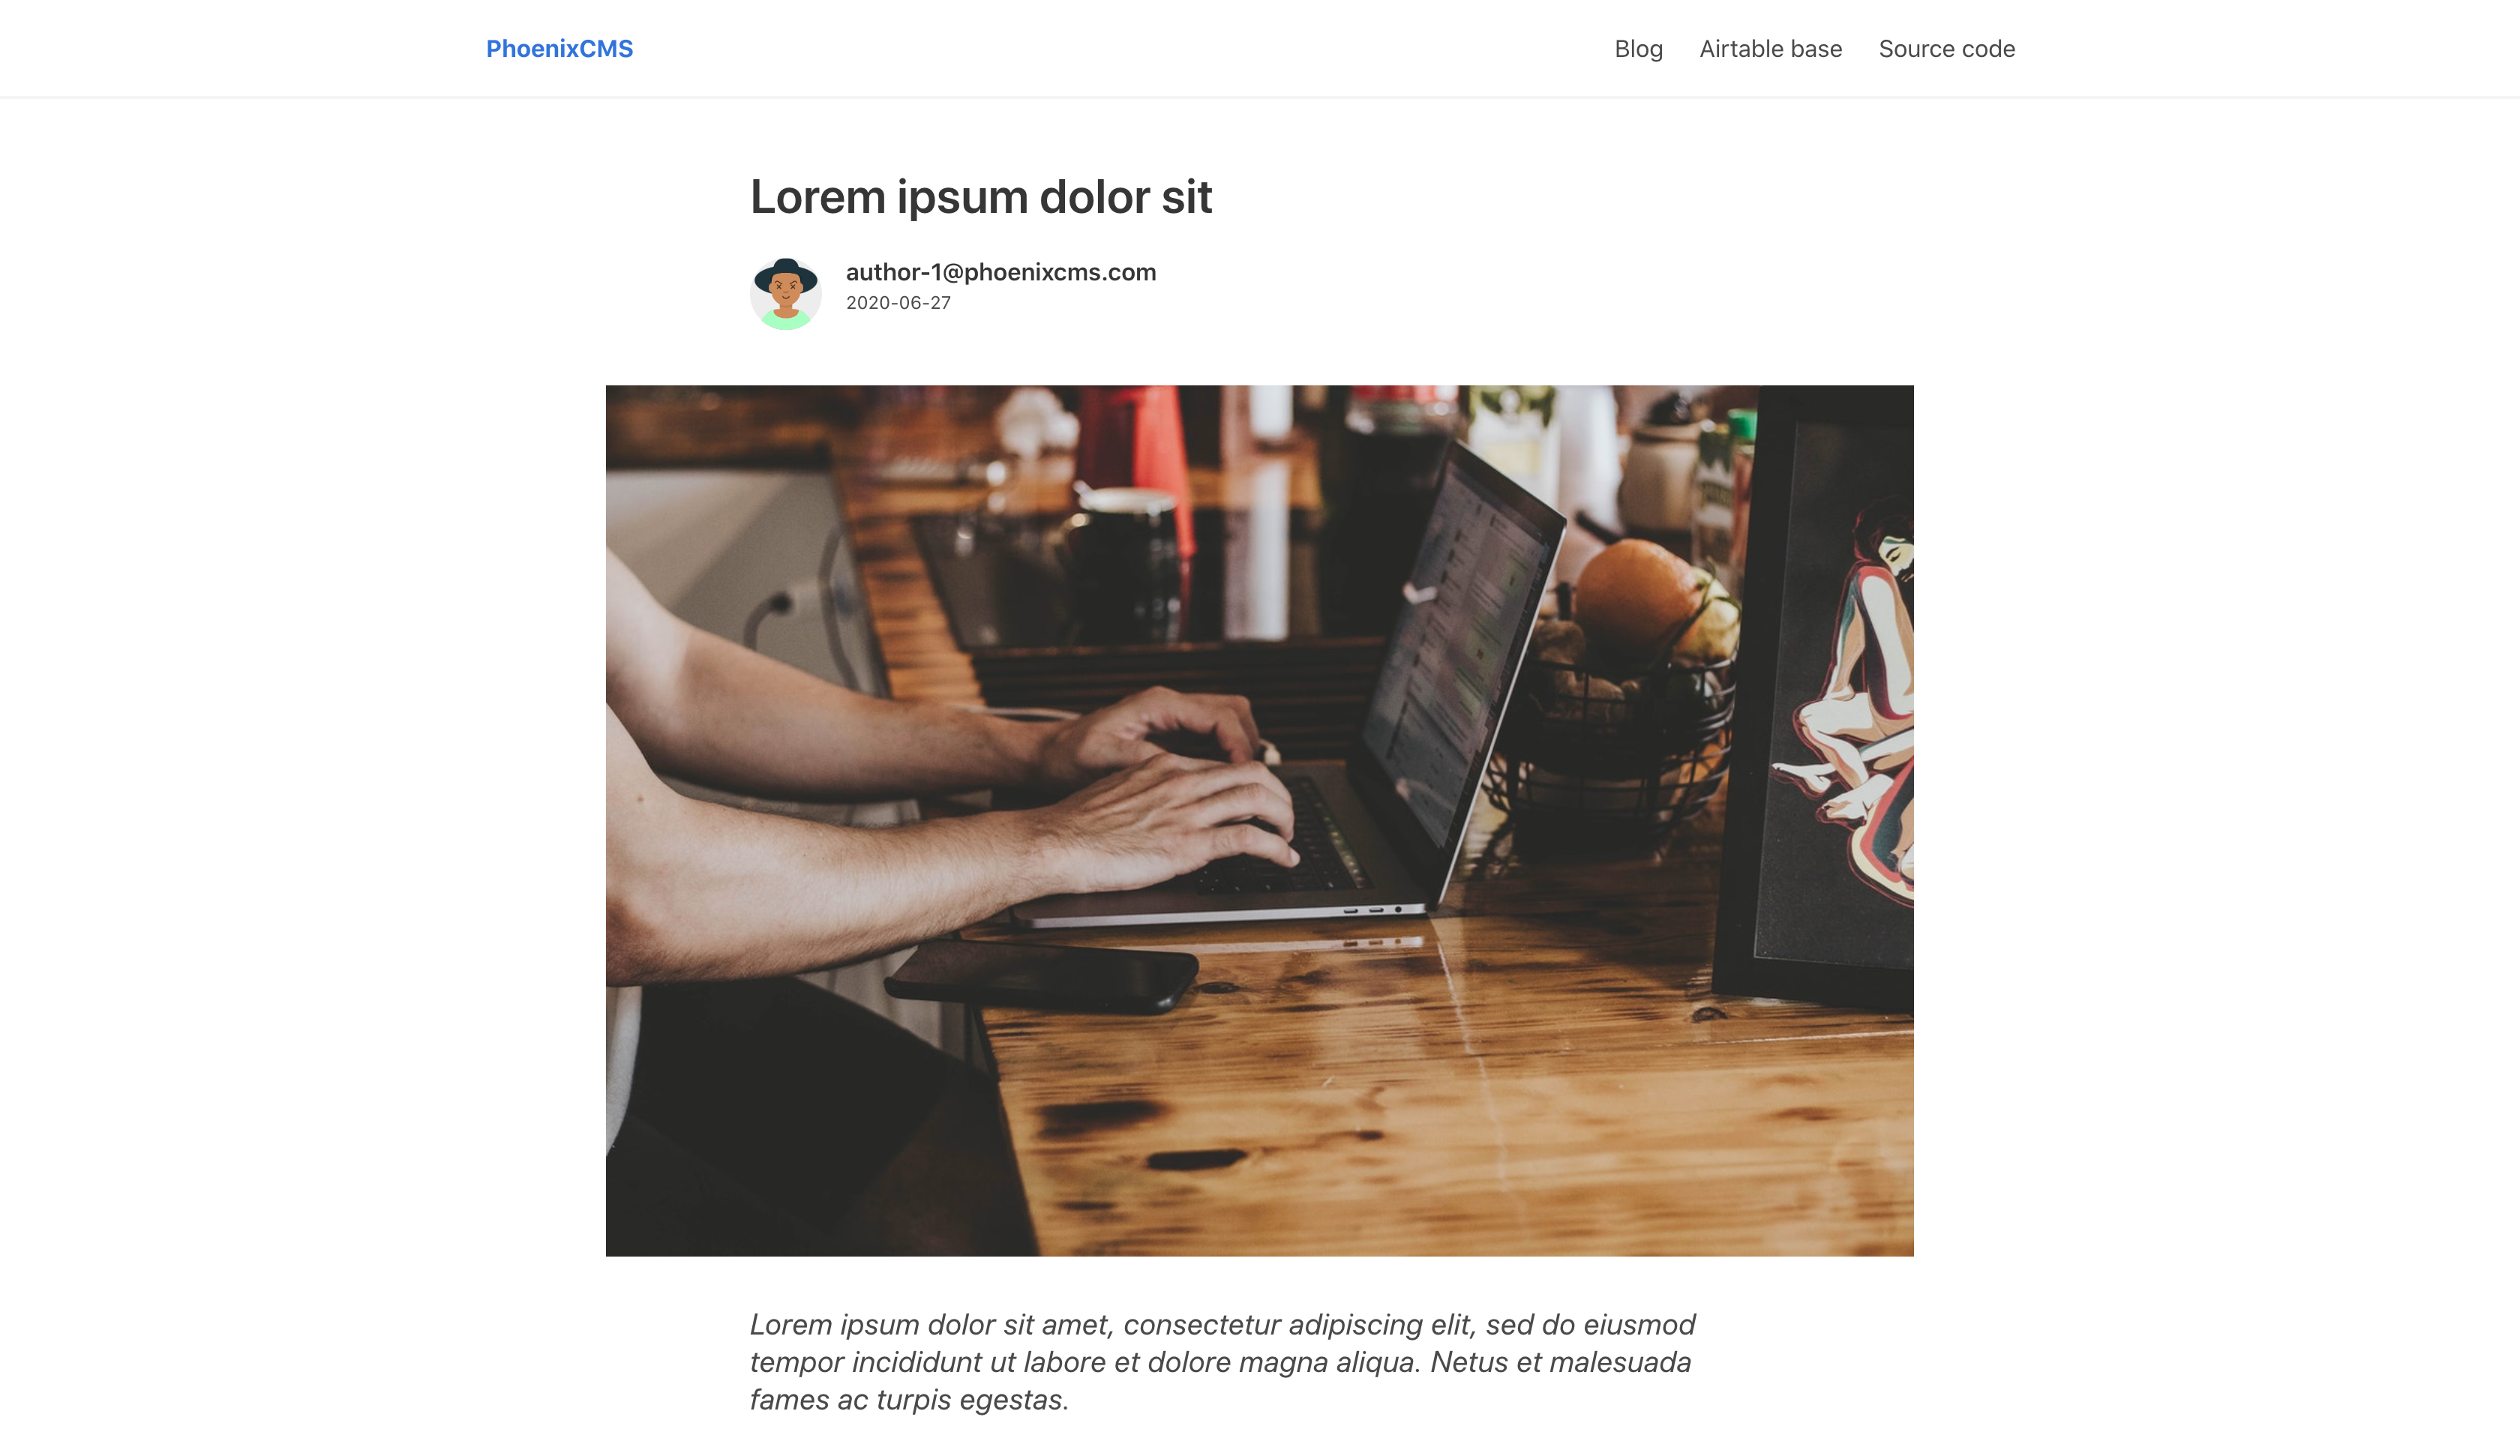 PhoenixCMS
Blog
Airtable base
Source code
Lorem ipsum dolor sit
author-1@phoenixcms.com
2020-06-27
Lorem ipsum dolor sit amet, consectetur adipiscing elit, sed do eiusmod
tempor incididunt ut labore et dolore magna aliqua. Netus et malesuada
fames ac turpis egestas.